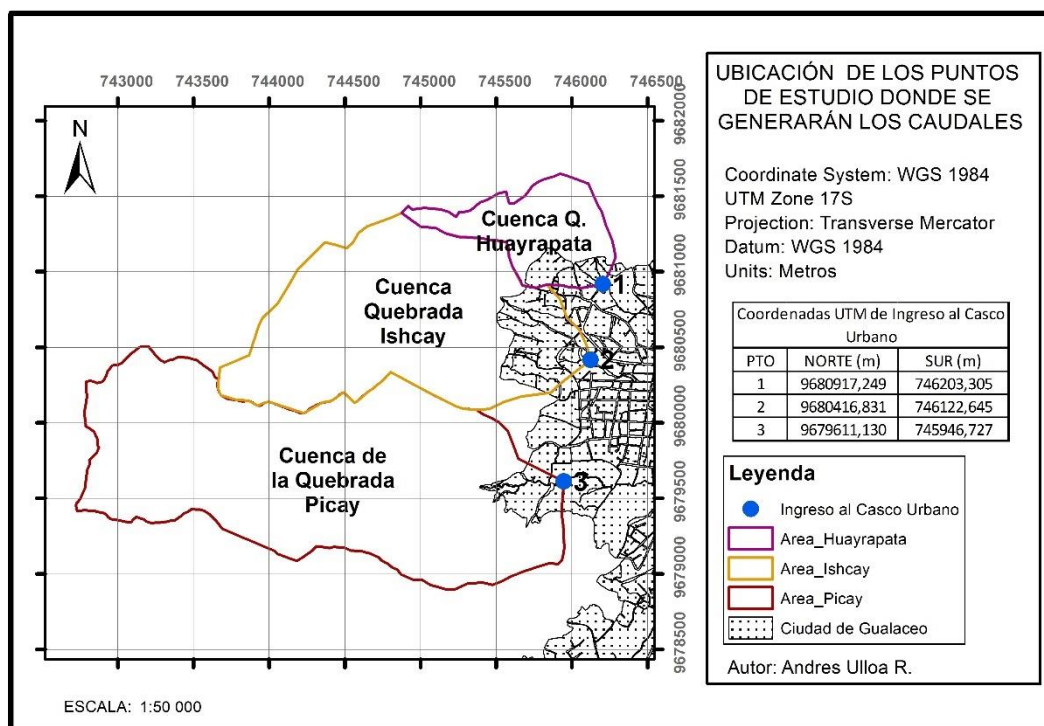 743000 743500 744000 744500 745000 745500 746000 746500
N
9682000
9681500
9681000
9680500
9680000
9679500
9679000
9678500
Cuenca Q.
Huayrapata
Cuenca
Quebrada
Ishcay
Cuenca de
la Quebrada
Picay
1
2
3
ESCALA: 1:50 000
UBICACIÓN DE LOS PUNTOS
DE ESTUDIO DONDE SE
GENERARÁN LOS CAUDALES
Coordinate System: WGS 1984
UTM Zone 17S
Projection: Transverse Mercator
Datum: WGS 1984
Units: Metros
Coordenadas UTM de Ingreso al Casco
Urbano
PTO NORTE (m) SUR (m)
1 9680917,249 746203,305
2 9680416,831 746122,645
3 9679611,130 745946,727
Leyenda
Ingreso al Casco Urbano
Area_Huayrapata
Area_Ishcay
Area_Picay
Ciudad de Gualaceo
Autor: Andres Ulloa R.